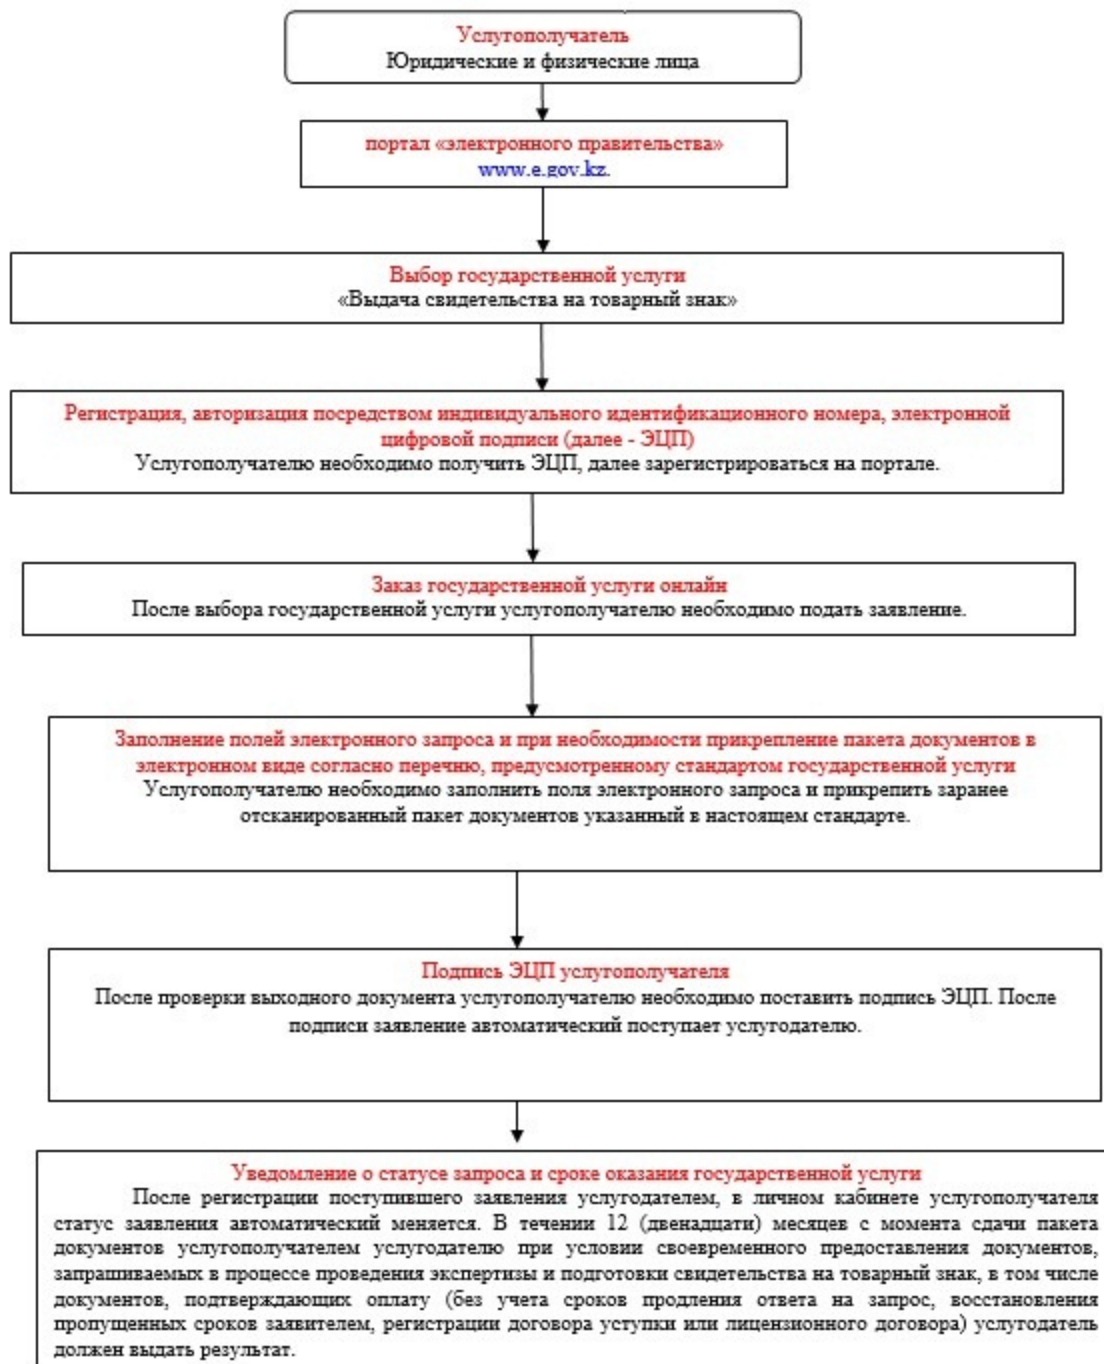 Услугополучатель
Юридические и физические лица
портал «электронного правительства»
www.e.gov.kz.
Выбор государственной услуги
«Выдача свидетельства на товарный знак»
Регистрация, авторизация посредством индивидуального идентификационного номера, электронной
цифровой подписи (далее - ЭЦП)
Услугополучателю необходимо получить ЭЦП, далее зарегистрироваться на портале.
Заказ государственной услуги онлайн
После выбора государственной услуги услугополучателю необходимо подать заявление.
Заполнение полей электронного запроса и при необходимости прикрепление пакета документов в
электронном виде согласно перечню, предусмотренному стандартом государственной услуги
Услугополучателю необходимо заполнить поля электронного запроса и прикрепить заранее
отсканированный пакет документов указанный в настоящем стандарте.
Подпись ЭЦП услугополучателя
После проверки выходного документа услугополучателю необходимо поставить подпись ЭЦП. После
подписи заявление автоматический поступает услугодателю.
Уведомление о статусе запроса и сроке оказания государственной услуги
После регистрации поступившего заявления услугодателем, в личном кабинете услугополучателя
статус заявления автоматический меняется. В течении 12 (двенадцати) месяцев с момента сдачи пакета
документов услугополучателем услугодателю при условии своевременного предоставления документов,
запрашиваемых в процессе проведения экспертизы и подготовки свидетельства на товарный знак, в том числе
документов, подтверждающих оплату (без учета сроков продления ответа на запрос, восстановления
пропущенных сроков заявителем, регистрации договора уступки или лицензионного договора) услугодатель
должен выдать результат.